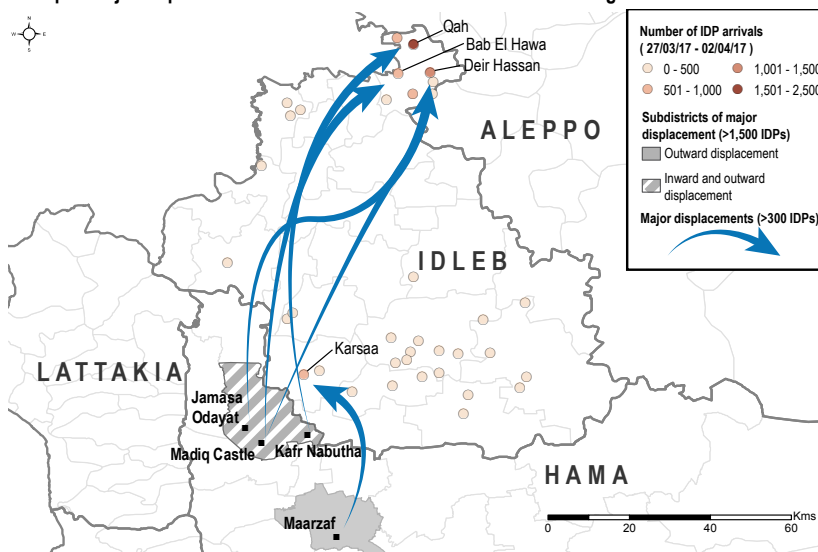 N
W E
S
Qah
Bab El Hawa
Deir Hassan
ALEPPO
IDLEB
LATTAKIA
Karsaa
Jamasa
Odayat
Madiq Castle
Kafr Nabutha
HAMA
Maarzaf
Number of IDP arrivals
( 27/03/17 - 02/04/17 )
0 - 500
1,001 - 1,500
501 - 1,000
1,501 - 2,500
Subdistricts of major
displacement (>1,500 IDPs)
Outward displacement
Inward and outward
displacement
Major displacements (>300 IDPs)
Kms
0 10 20 40 60